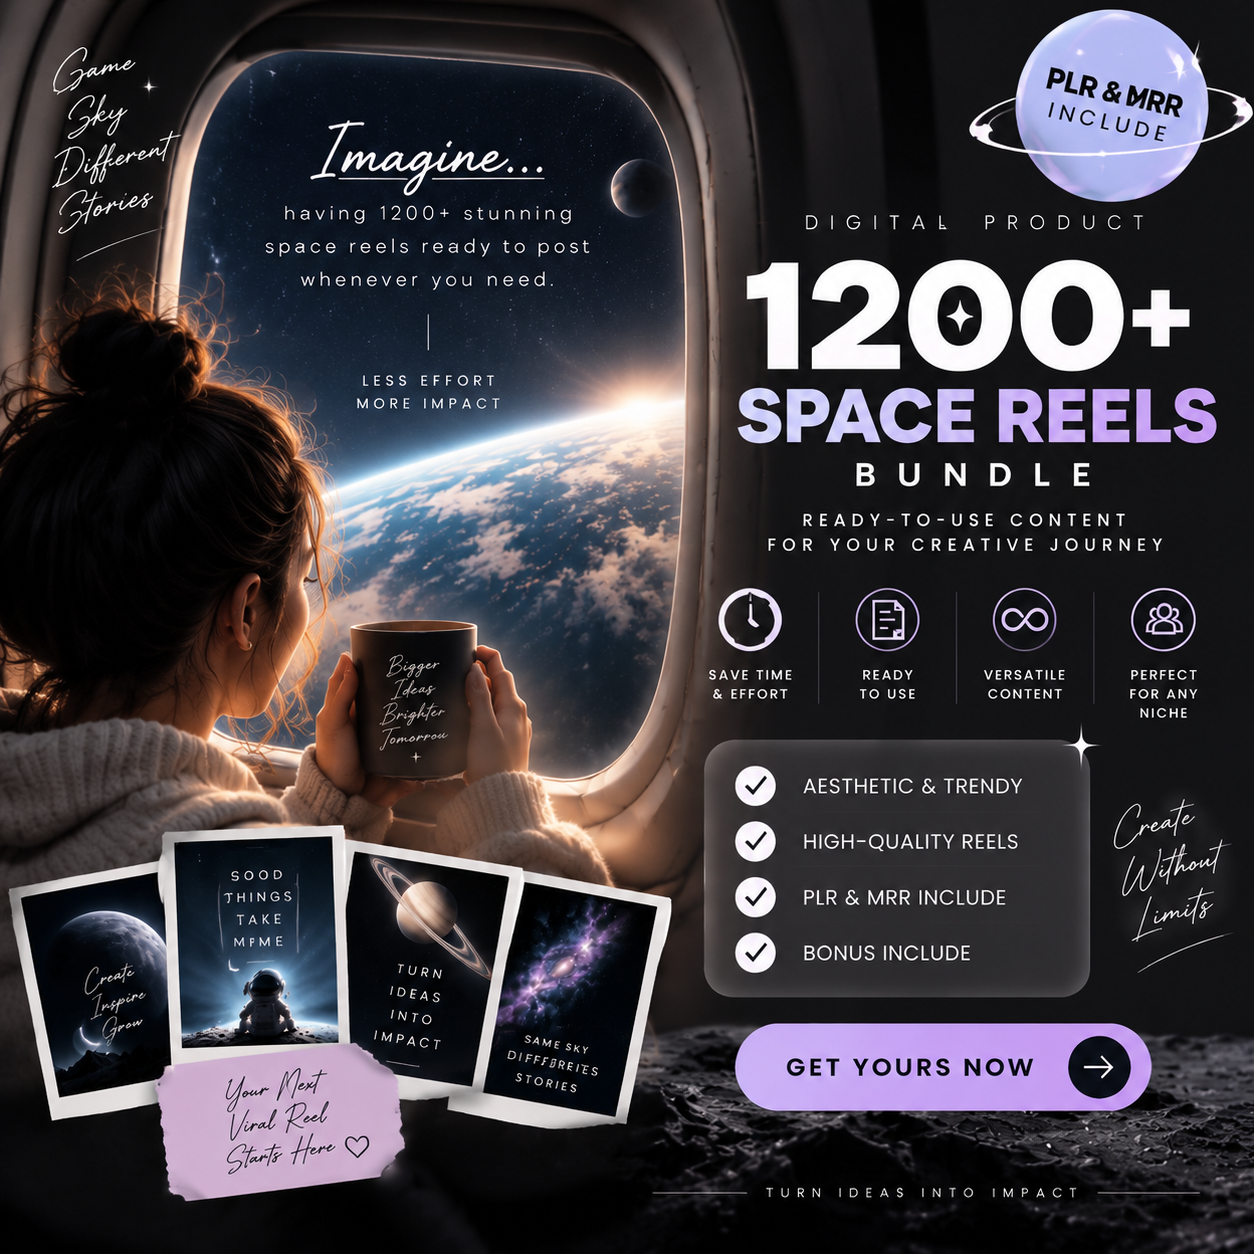 Game
Sky
Different
Stories
Imagine...
having 1200+ stunning
space reels ready to post
whenever you need.
LESS EFFORT
MORE IMPACT
PLR & MRR
INCLUDE
DIGITAL PRODUCT
1200+
SPACE REELS
BUNDLE
READY-TO-USE CONTENT
FOR YOUR CREATIVE JOURNEY
SAVE TIME
& EFFORT
READY
TO USE
VERSATILE
CONTENT
PERFECT
FOR ANY
NICHE
Bigger
Ideas
Brighter
Tomorrou
AESTHETIC & TRENDY
HIGH-QUALITY REELS
PLR & MRR INCLUDE
BONUS INCLUDE
Create
Without
Limits
Create
Inspire
Grow
SOOD
THINGS
TAKE
TURN
IDEAS
INTO
IMPACT
SAME SKY
STORIES
Your Mext
Viral Reel
Starts Here
GET YOURS NOW
TURN IDEAS INTO IMPACT